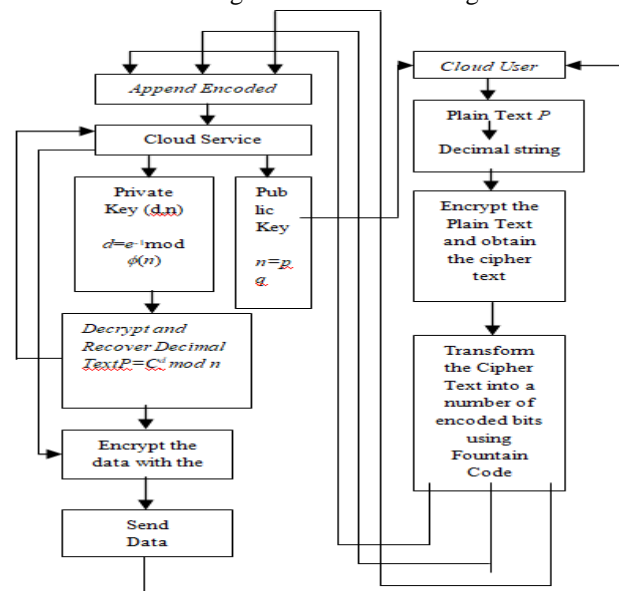 Append Encoded
Cloud Service
Private
Key (d,n)
d=e⁻¹mod
ϕ(n)
Pub
lic
Key
n=p
q
Decrypt and
Recover Decimal
TextP=Cᵈ mod n
Encrypt the
data with the
Send
Data
Cloud User
Plain Text P
Decimal string
Encrypt the
Plain Text
and obtain
the cipher
text
Transform
the Cipher
Text into a
number of
encoded bits
using
Fountain
Code